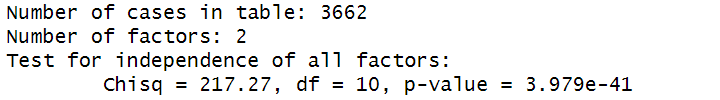 Number of cases in table: 3662
Number of factors: 2
Test for independence of all factors:
Chisq = 217.27, df = 10, p-value = 3.979e-41